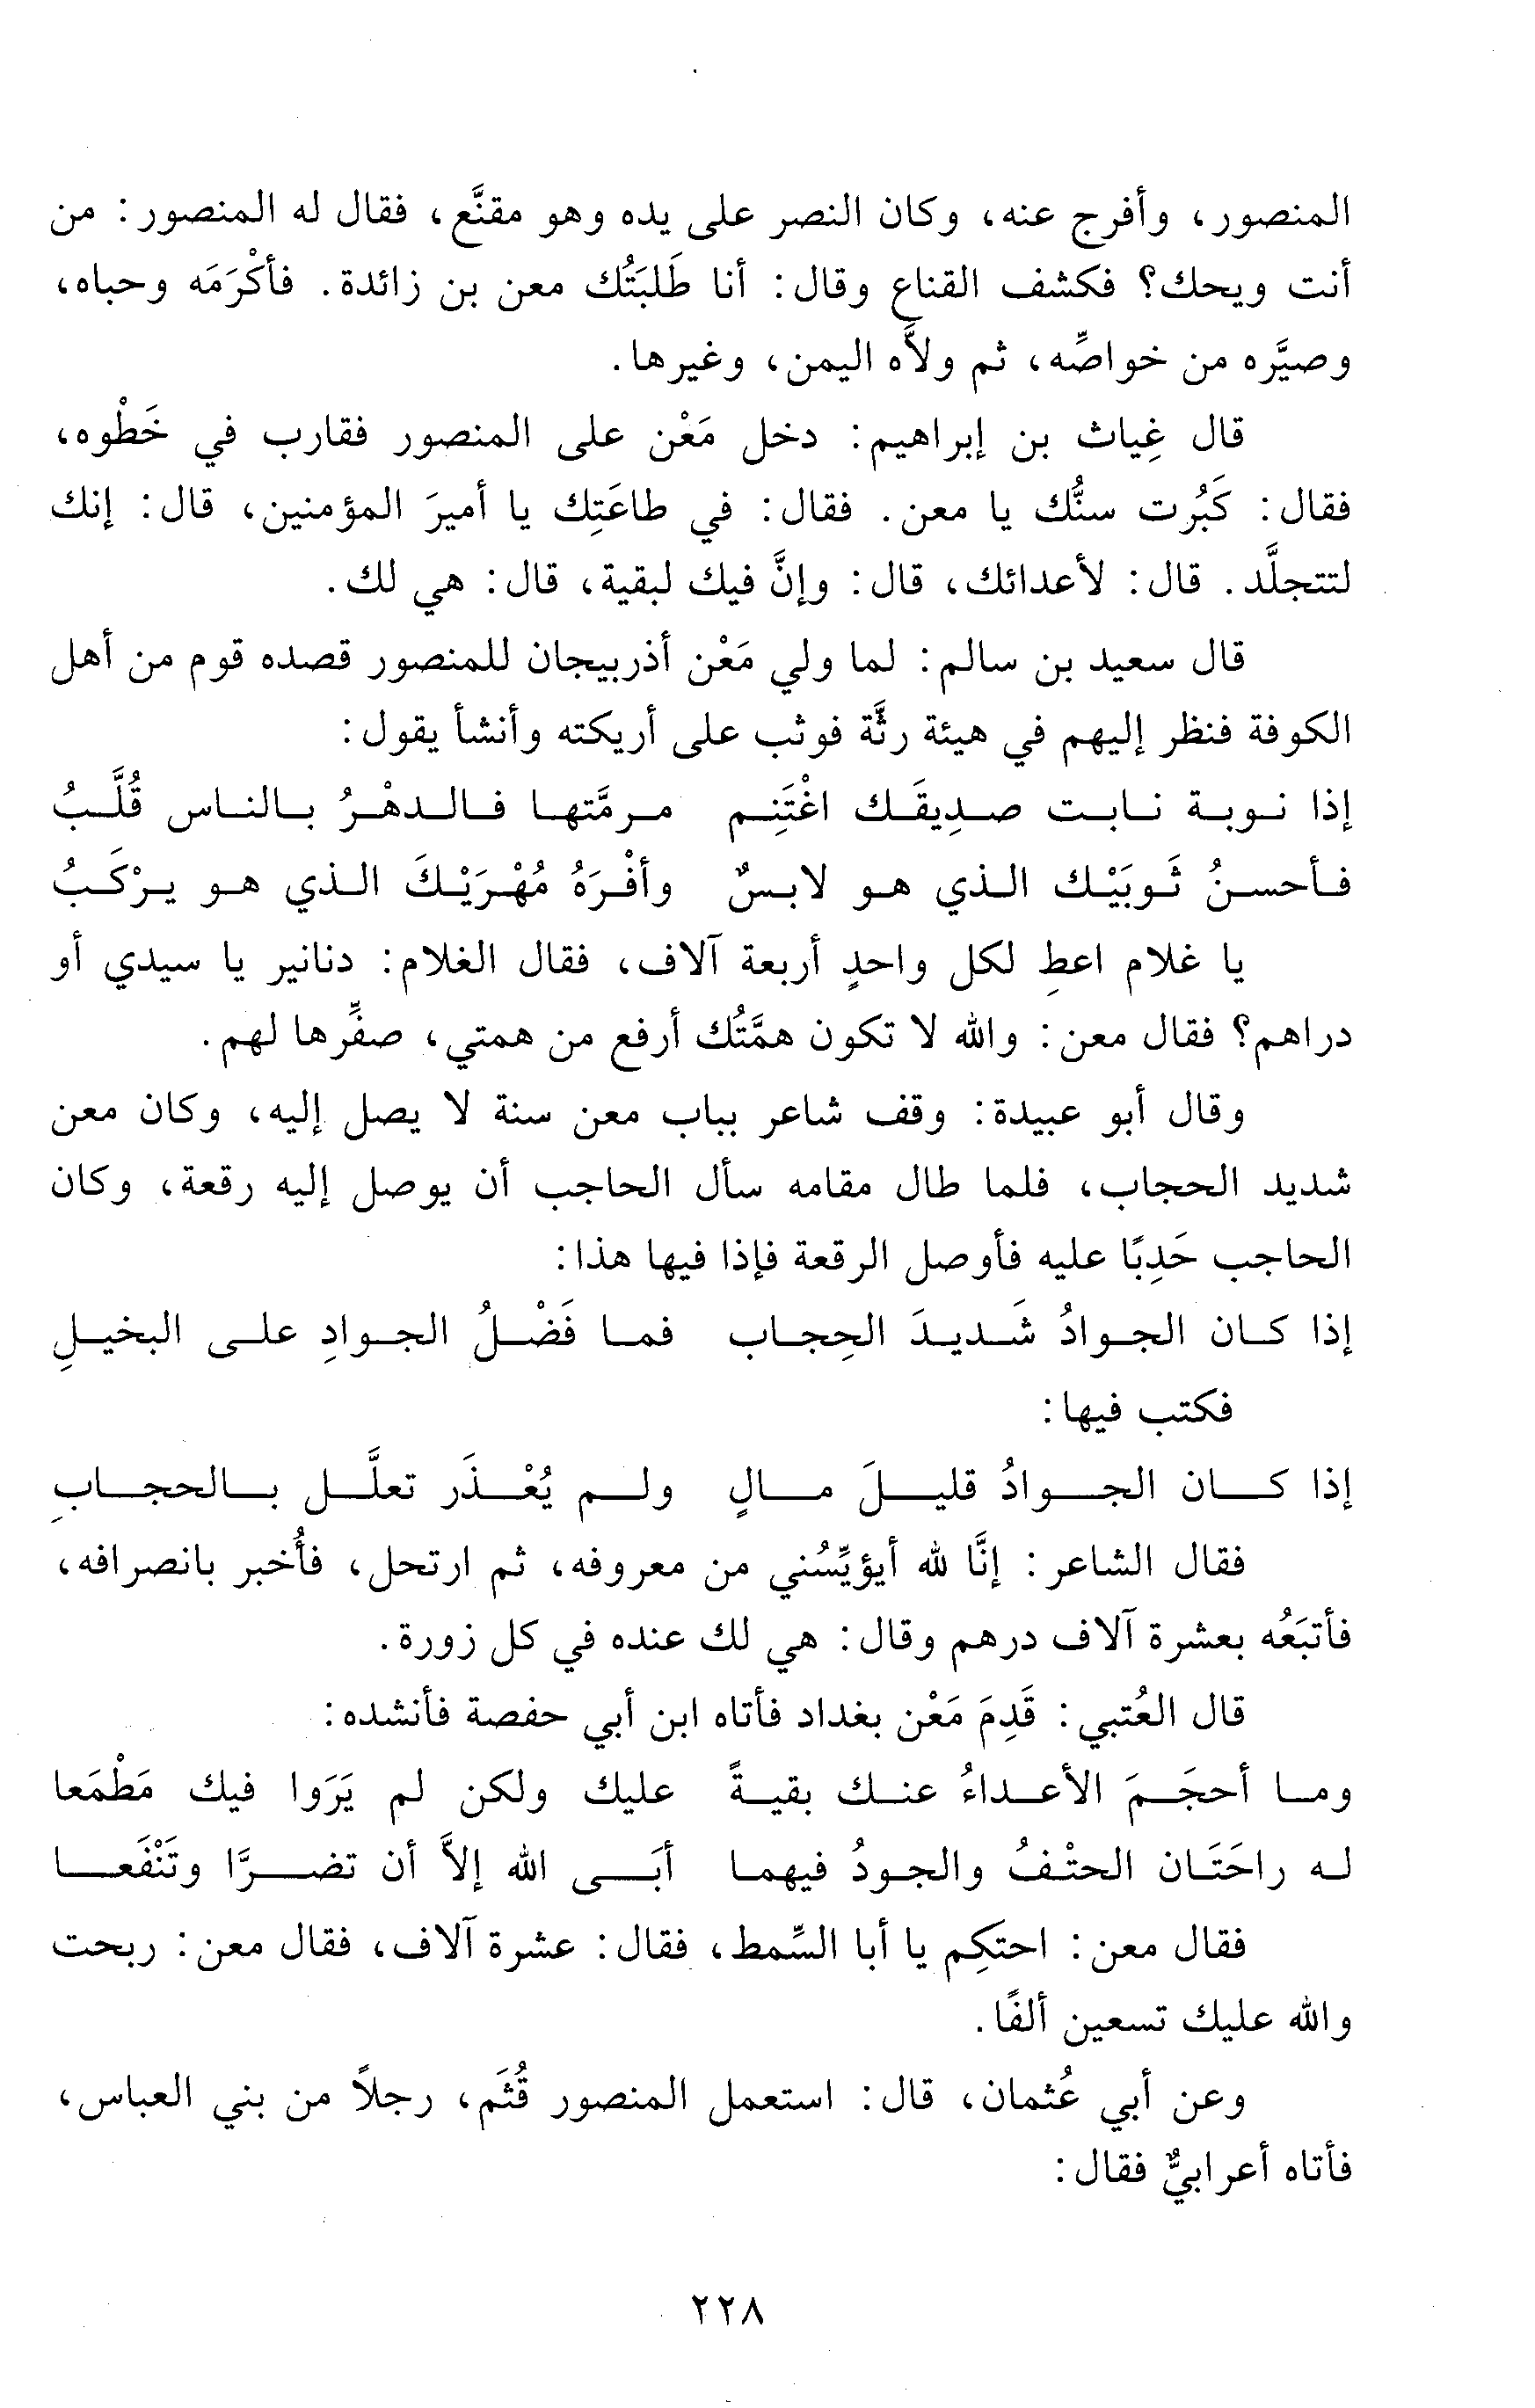 المنصور، وأفرج عنه، وكان النصر على يده وهو مقنَّع، فقال له المنصور: من
أنت ويحك؟ فكشف القناع وقال: أنا طَلبَتُك معن بن زائدة. فأكْرَمَه وحباه،
وصيَّره من خواصِّه، ثم ولاَّه اليمن، وغيرها.
قال غِياث بن إبراهيم: دخل مَعْن على المنصور فقارب في خَطْوه،
فقال: كَبُرت سنُّك يا معن. فقال: في طاعَتِك يا أميرَ المؤمنين، قال: إنك
لتتجلَّد. قال: لأعدائك، قال: وإنَّ فيك لبقية، قال: هي لك.
قال سعيد بن سالم: لما ولي مَعْن أذربيجان للمنصور قصده قوم من أهل
الكوفة فنظر إليهم في هيئة رثَّة فوثب على أريكته وأنشأ يقول:
إذا نوبة نابت صديقَك اغْتَنِم مرمَّتها فالدهْرُ بالناس قُلَّبُ
فأحسنُ ثَوبَيْك الذي هو لابسٌ وأفْرَهُ مُهْرَيْكَ الذي هو يرْكَبُ
يا غلام اعطِ لكل واحدٍ أربعة آلاف، فقال الغلام: دنانير يا سيدي أو
دراهم؟ فقال معن: والله لا تكون همَّتُك أرفع من همتي، صفِّرها لهم.
وقال أبو عبيدة: وقف شاعر بباب معن سنة لا يصل إليه، وكان معن
شديد الحجاب، فلما طال مقامه سأل الحاجب أن يوصل إليه رقعة، وكان
الحاجب حَدِبًا عليه فأوصل الرقعة فإذا فيها هذا:
إذا كان الجوادُ شَديدَ الحِجاب فما فَضْلُ الجوادِ على البخيلِ
فكتب فيها:
إذا كان الجوادُ قليلَ مالٍ ولم يُعْذَر تعلَّل بالحجابِ
فقال الشاعر: إنَّا لله أيؤيِّسُني من معروفه، ثم ارتحل، فأُخبر بانصرافه،
فأتبَعُه بعشرة آلاف درهم وقال: هي لك عنده في كل زورة.
قال العُتبي: قَدِمَ مَعْن بغداد فأتاه ابن أبي حفصة فأنشده:
وما أحجَمَ الأعداءُ عنك بقيةً عليك ولكن لم يَرَوا فيك مَطْمَعا
له راحَتَان الحتْفُ والجودُ فيهما أبَى الله إلاَّ أن تضرَّا وتَنْفَعا
فقال معن: احتكِم يا أبا السِّمط، فقال: عشرة آلاف، فقال معن: ربحت
والله عليك تسعين ألفًا.
وعن أبي عُثمان، قال: استعمل المنصور قُثَم، رجلاً من بني العباس،
فأتاه أعرابيٌّ فقال:
٢٢٨